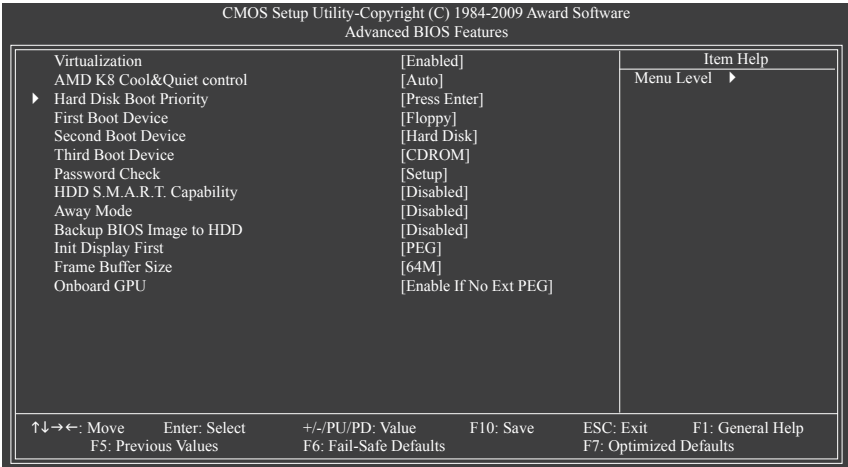 CMOS Setup Utility-Copyright (C) 1984-2009 Award Software
Advanced BIOS Features
Virtualization [Enabled] Item Help
AMD K8 Cool&Quiet control [Auto] Menu Level
Hard Disk Boot Priority [Press Enter]
First Boot Device [Floppy]
Second Boot Device [Hard Disk]
Third Boot Device [CDROM]
Password Check [Setup]
HDD S.M.A.R.T. Capability [Disabled]
Away Mode [Disabled]
Backup BIOS Image to HDD [Disabled]
Init Display First [PEG]
Frame Buffer Size [64M]
Onboard GPU [Enable If No Ext PEG]
↑↓→←: Move Enter: Select +/-/PU/PD: Value F10: Save ESC: Exit F1: General Help
F5: Previous Values F6: Fail-Safe Defaults F7: Optimized Defaults